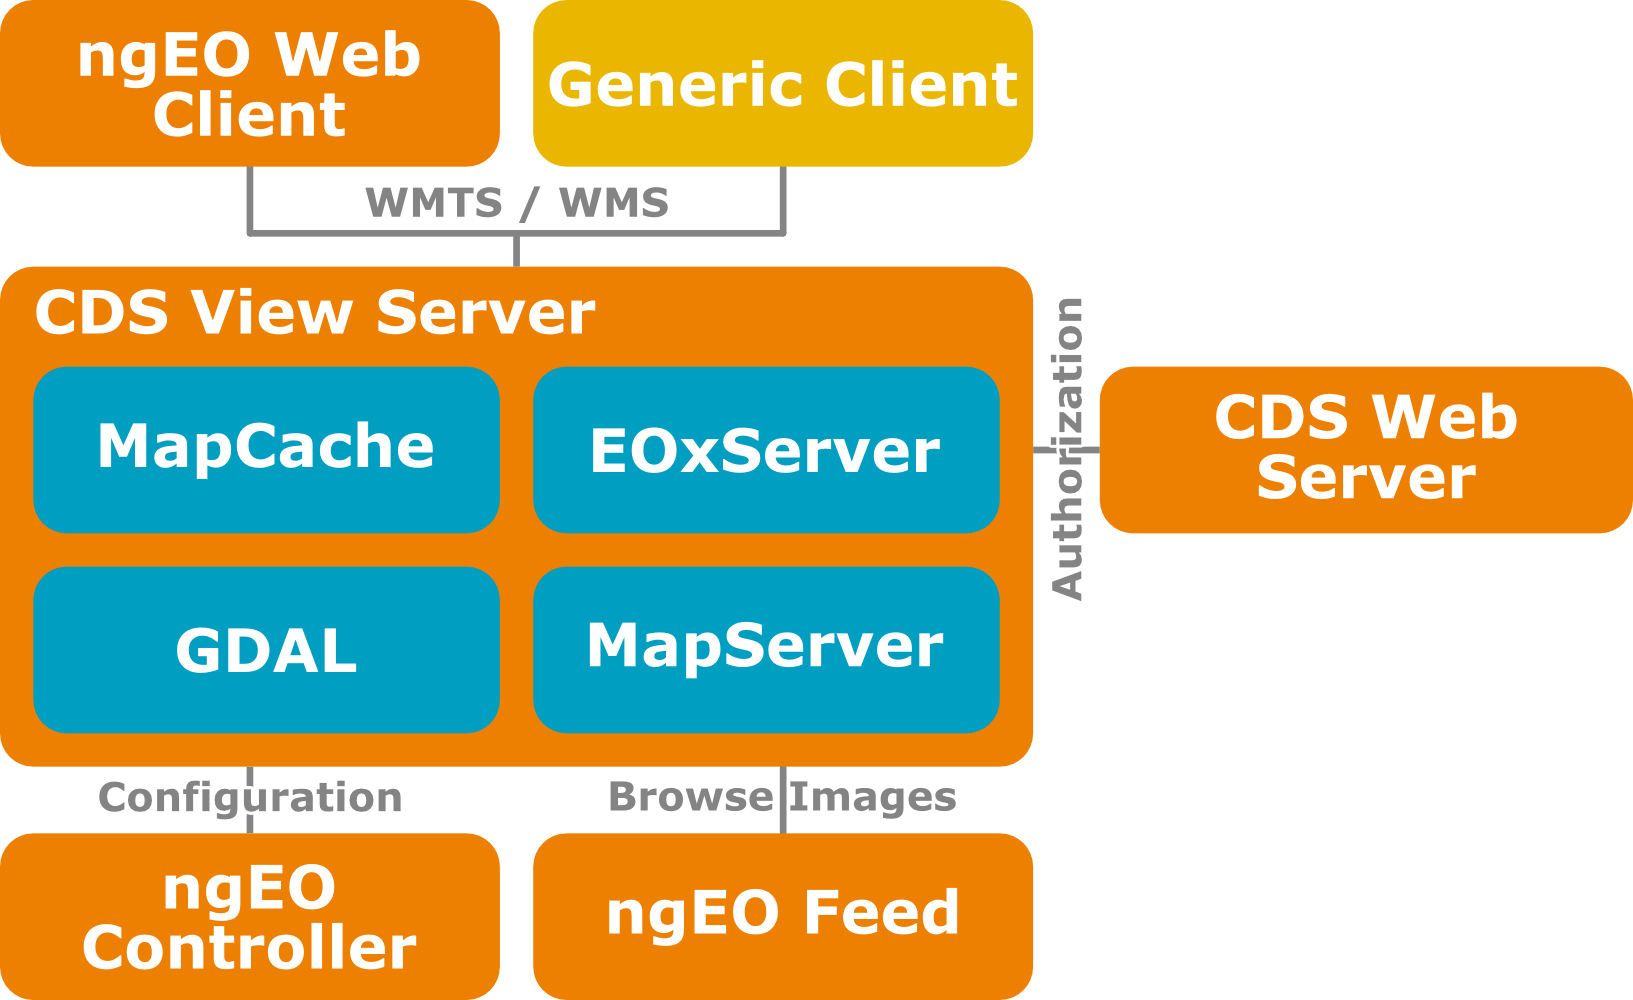 ngEO Web
Client
Generic Client
WMTS / WMS
CDS View Server
MapCache
EOxServer
GDAL
MapServer
Authorization
CDS Web
Server
Configuration
Browse Images
ngEO
Controller
ngEO Feed